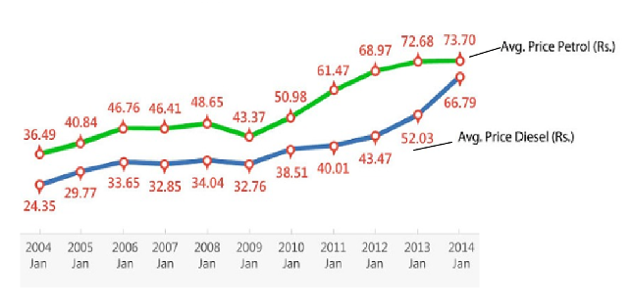 72.68 73.70
68.97
Avg. Price Petrol (Rs.)
61.47
50.98
46.76 46.41 48.65
43.37
40.84
36.49
66.79
52.03
Avg. Price Diesel (Rs.)
43.47
38.51 40.01
33.65 32.85 34.04 32.76
29.77
24.35
2004 2005 2006 2007 2008 2009 2010 2011 2012 2013 2014
Jan Jan Jan Jan Jan Jan Jan Jan Jan Jan Jan